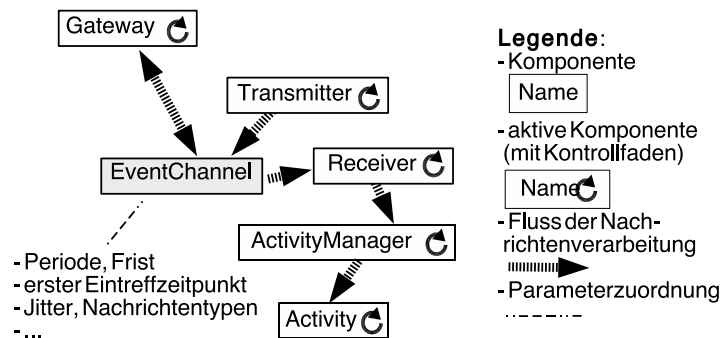 Gateway
Transmitter
EventChannel
Receiver
ActivityManager
Activity
- Periode, Frist
- erster Eintreffzeitpunkt
- Jitter, Nachrichtentypen
- ...
Legende:
- Komponente
Name
- aktive Komponente
(mit Kontrollfaden)
Name
- Fluss der Nach-
richtenverarbeitung
- Parameterzuordnung